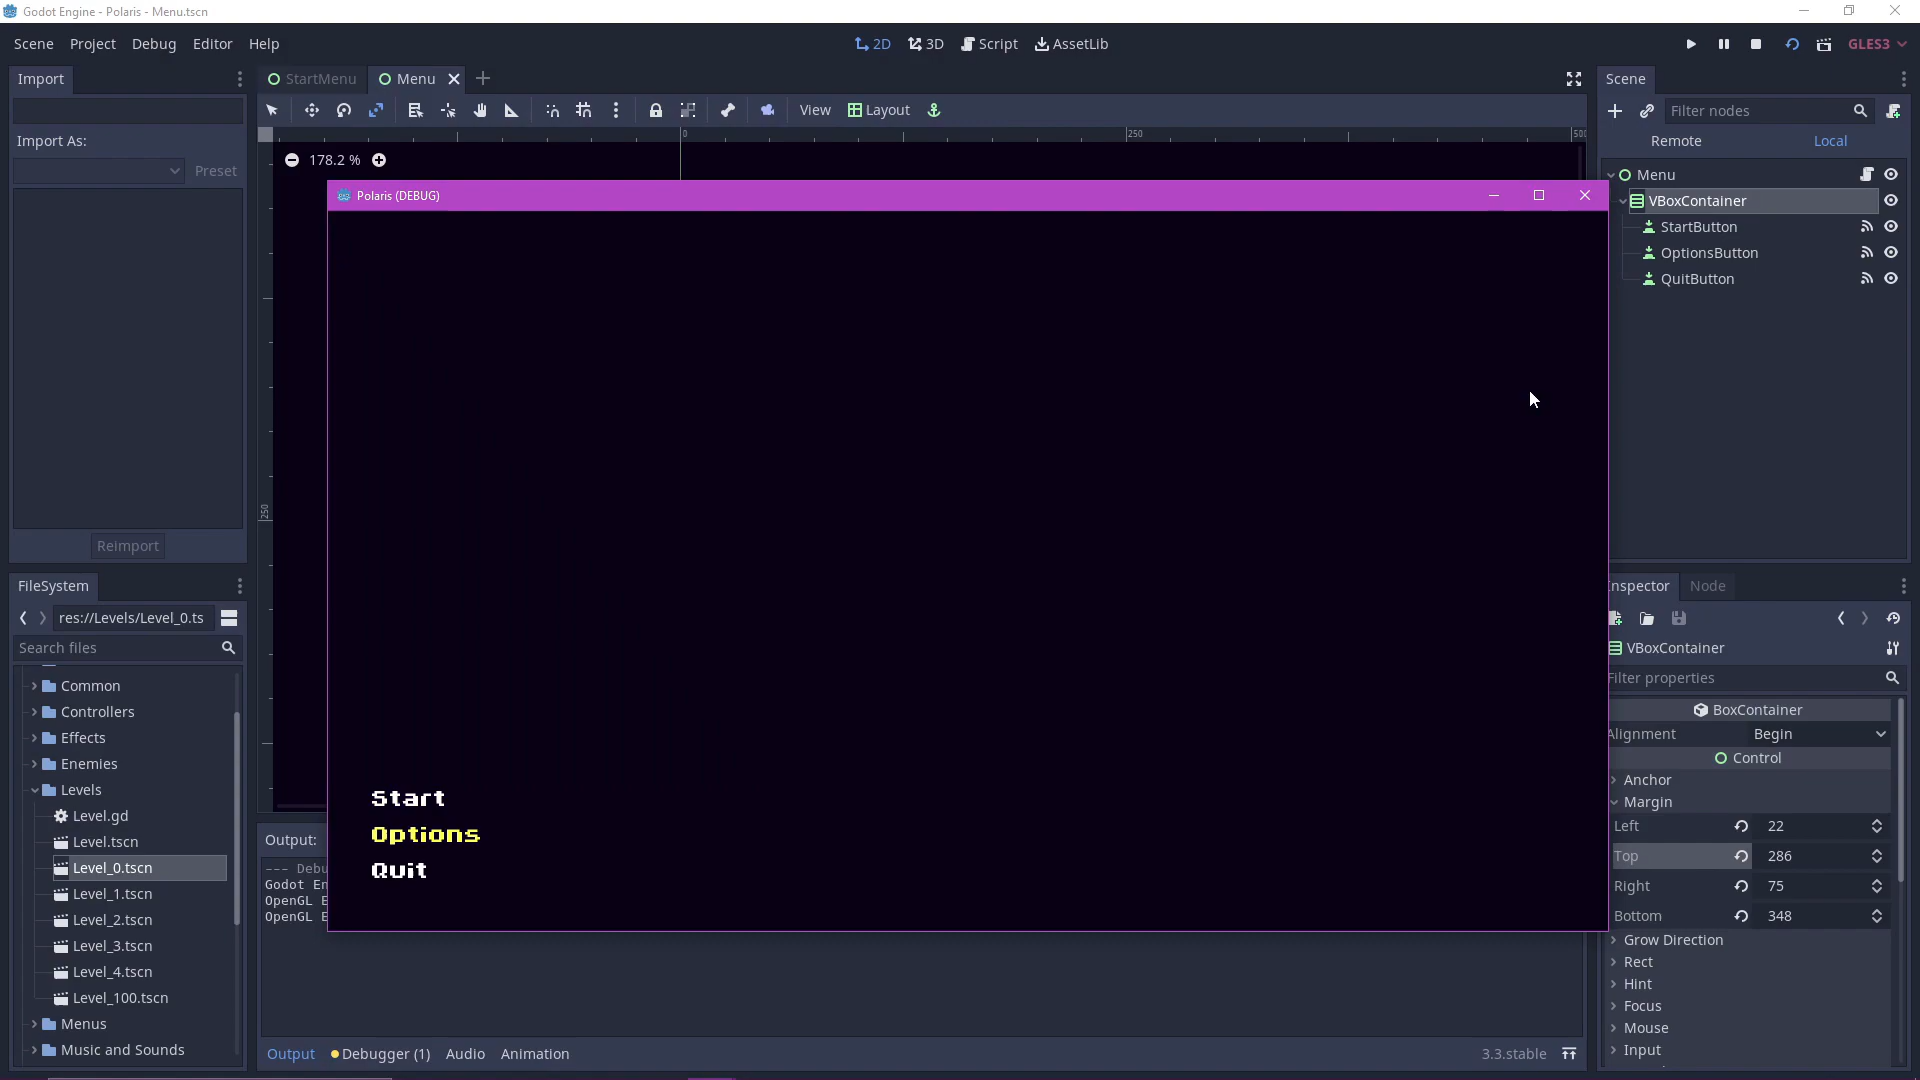 Godot Engine - Polaris - Menu.tscn
Scene Project Debug Editor Help
2D 3D Script AssetLib
GLES3
Import
StartMenu Menu
Scene
View Layout
Filter nodes
Import As:
Remote Local
Preset
0 250 500
178.2 %
Menu
VBoxContainer
StartButton
OptionsButton
QuitButton
Polaris (DEBUG)
250
Reimport
Start
Options
Quit
FileSystem
res://Levels/Level_0.ts
Search files
Common
Controllers
Effects
Enemies
Levels
Level.gd
Level.tscn
Level_0.tscn
Level_1.tscn
Level_2.tscn
Level_3.tscn
Level_4.tscn
Level_100.tscn
Menus
Music and Sounds
Output:
--- Debu
Godot En
OpenGL E
OpenGL E
Output Debugger (1) Audio Animation
3.3.stable
Inspector Node
VBoxContainer
Filter properties
BoxContainer
Alignment Begin
Control
Anchor
Margin
Left 22
Top 286
Right 75
Bottom 348
Grow Direction
Rect
Hint
Focus
Mouse
Input